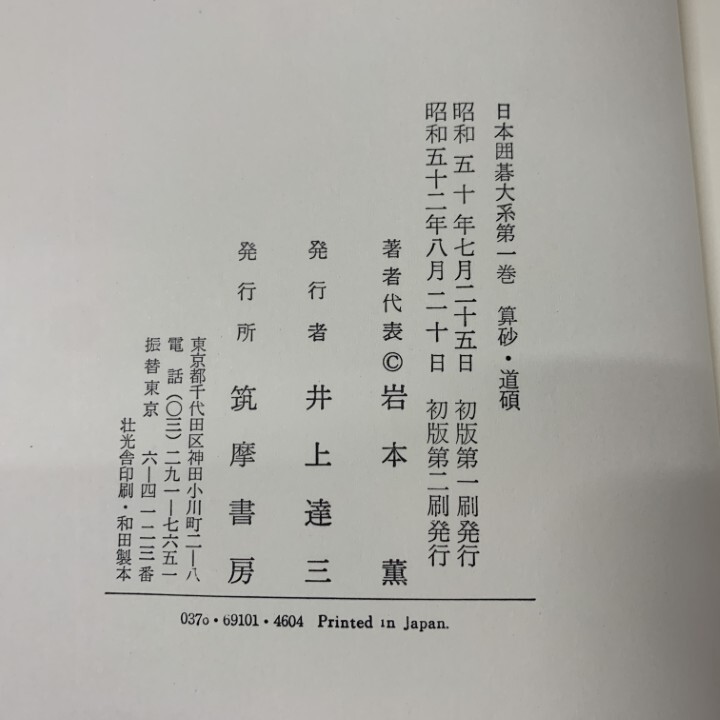 日本囲碁大系第一巻　算砂・道碩
昭和五十年七月二十五日　初版第一刷発行
昭和五十二年八月二十日　初版第二刷発行
著者代表©岩本薫
発行者　井上達三
発行所　筑摩書房
東京都千代田区神田小川町二―八
電話(〇三)二九一―七六五一
振替東京　六―四一二三番
壮光舎印刷・和田製本
0370・69101・4604 Printed in Japan.